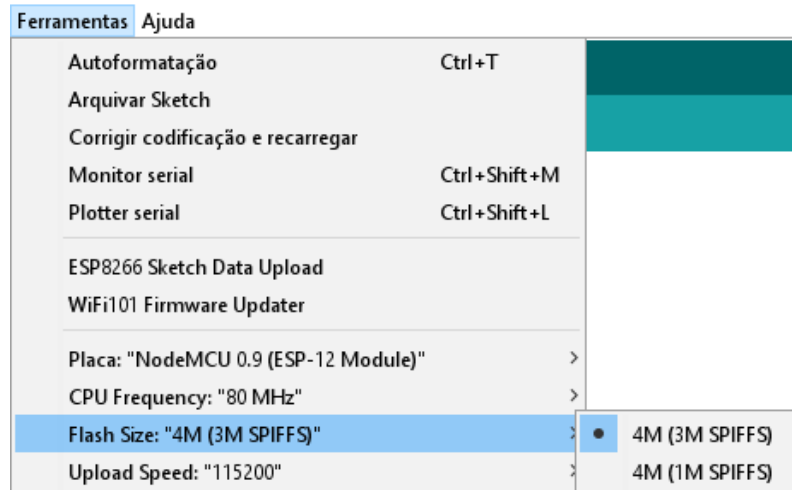 Ferramentas Ajuda
Autoformatação Ctrl+T
Arquivar Sketch
Corrigir codificação e recarregar
Monitor serial Ctrl+Shift+M
Plotter serial Ctrl+Shift+L
ESP8266 Sketch Data Upload
WiFi101 Firmware Updater
Placa: "NodeMCU 0.9 (ESP-12 Module)"
CPU Frequency: "80 MHz"
Flash Size: "4M (3M SPIFFS)" 4M (3M SPIFFS)
Upload Speed: "115200" 4M (1M SPIFFS)